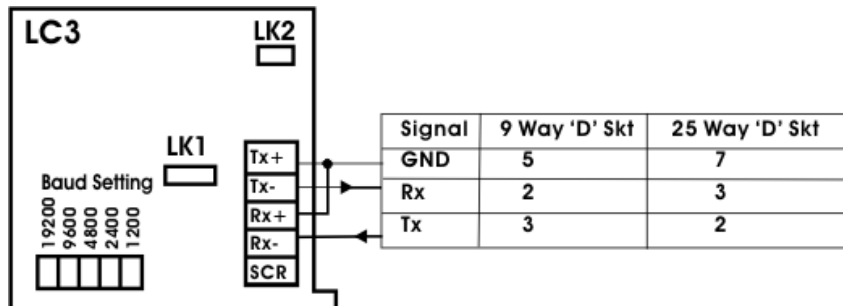 LC3
LK2
LK1
Baud Setting
19200
9600
4800
2400
1200
Tx+
Tx-
Rx+
Rx-
SCR
Signal 9 Way ‘D’ Skt 25 Way ‘D’ Skt
GND 5 7
Rx 2 3
Tx 3 2